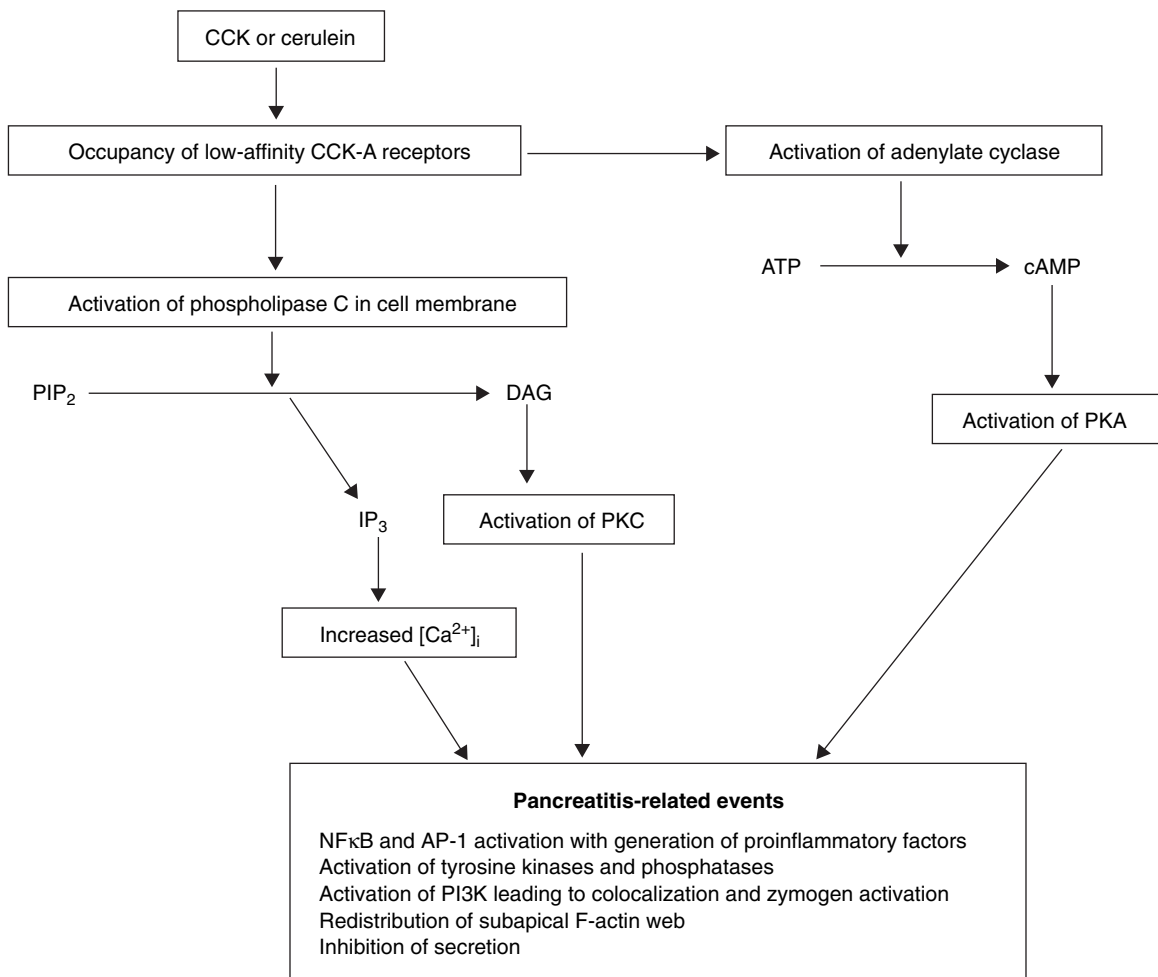 CCK or cerulein
Occupancy of low-affinity CCK-A receptors
Activation of adenylate cyclase
ATP
cAMP
Activation of phospholipase C in cell membrane
PIP₂
DAG
Activation of PKA
IP₃
Activation of PKC
Increased [Ca²⁺]ᵢ
Pancreatitis-related events
NFκB and AP-1 activation with generation of proinflammatory factors
Activation of tyrosine kinases and phosphatases
Activation of PI3K leading to colocalization and zymogen activation
Redistribution of subapical F-actin web
Inhibition of secretion